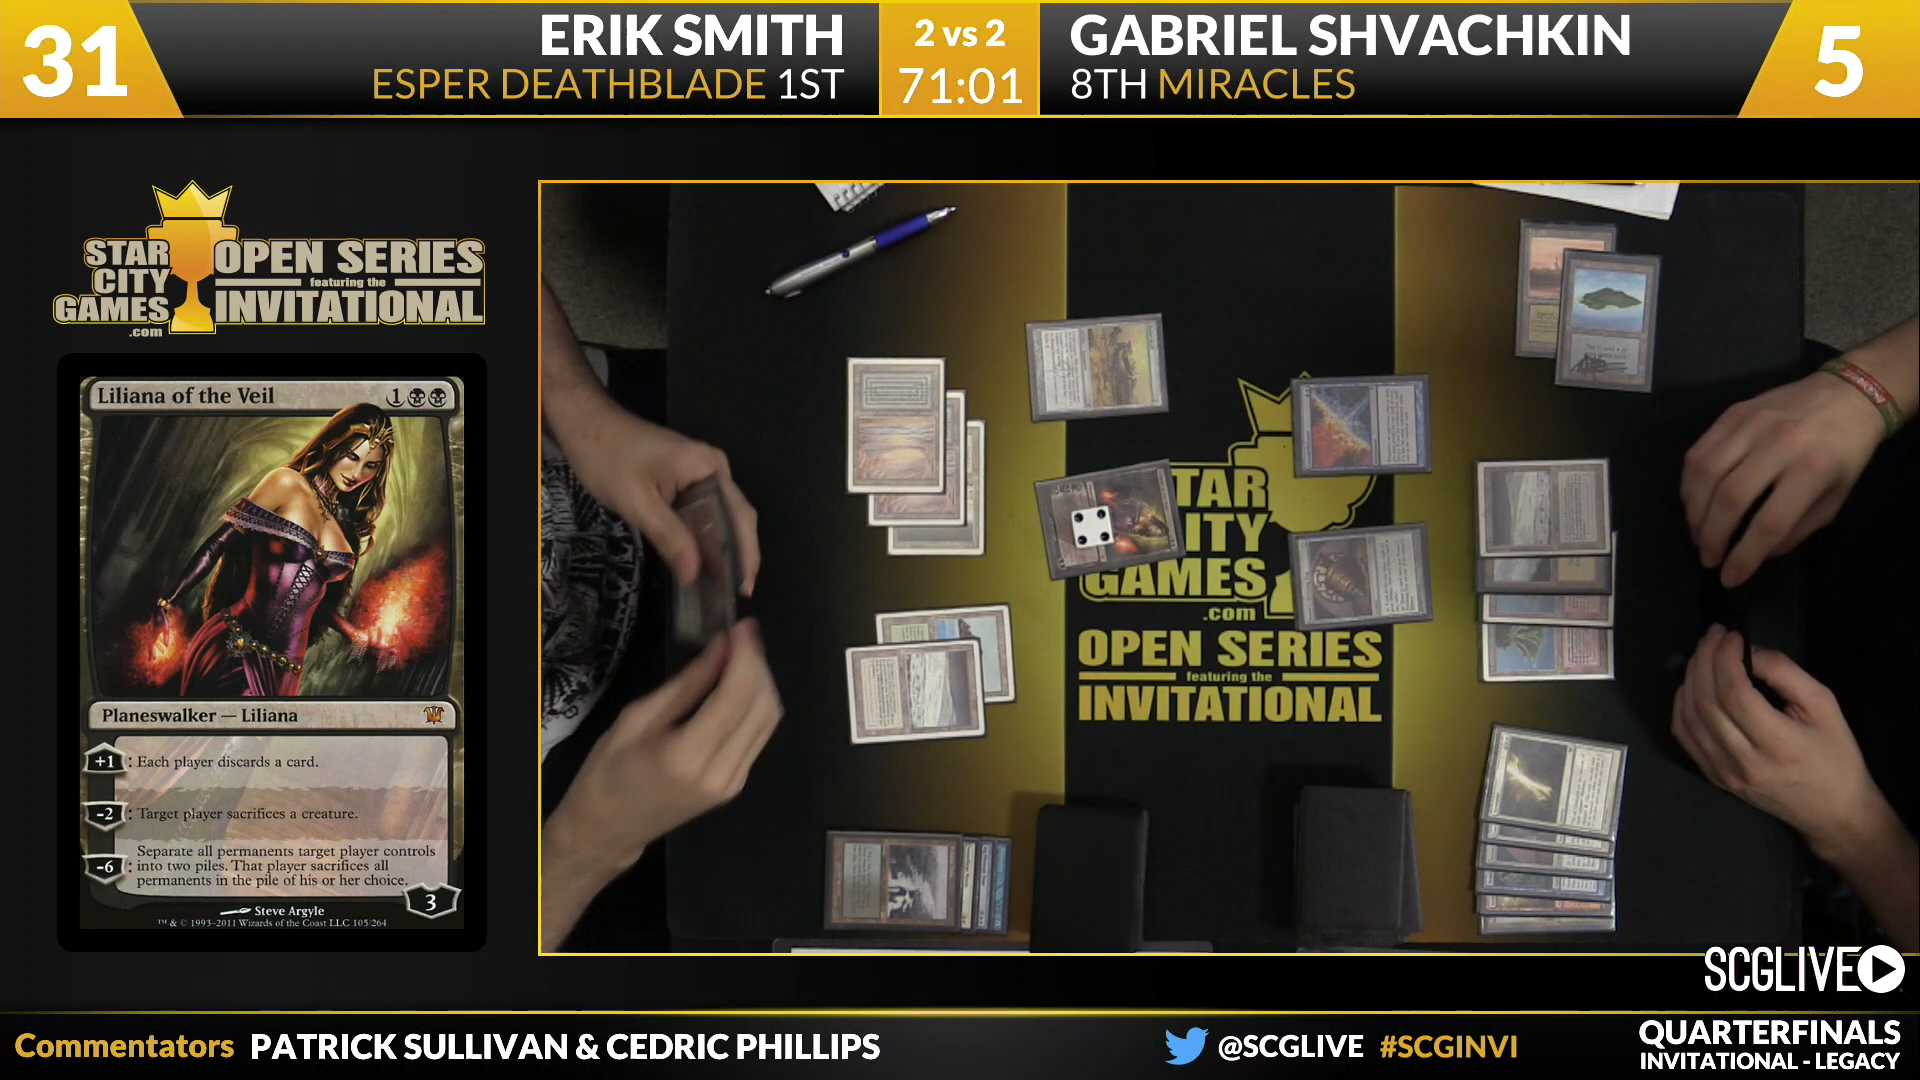 31
ERIK SMITH
ESPER DEATHBLADE 1ST
2 vs 2
71:01
GABRIEL SHVACHKIN
8TH MIRACLES
5
STAR
CITY
GAMES
.com
OPEN SERIES
featuring the
INVITATIONAL
Liliana of the Veil 1
Planeswalker — Liliana
+1 : Each player discards a card.
-2 : Target player sacrifices a creature.
-6 : Separate all permanents target player controls
into two piles. That player sacrifices all
permanents in the pile of his or her choice.
3
Steve Argyle
™ & © 1993–2011 Wizards of the Coast LLC 105/264
TAR
ITY
GAMES
.com
OPEN SERIES
featuring the
INVITATIONAL
SCGLIVE
Commentators PATRICK SULLIVAN & CEDRIC PHILLIPS
@SCGLIVE #SCGINVI
QUARTERFINALS
INVITATIONAL - LEGACY